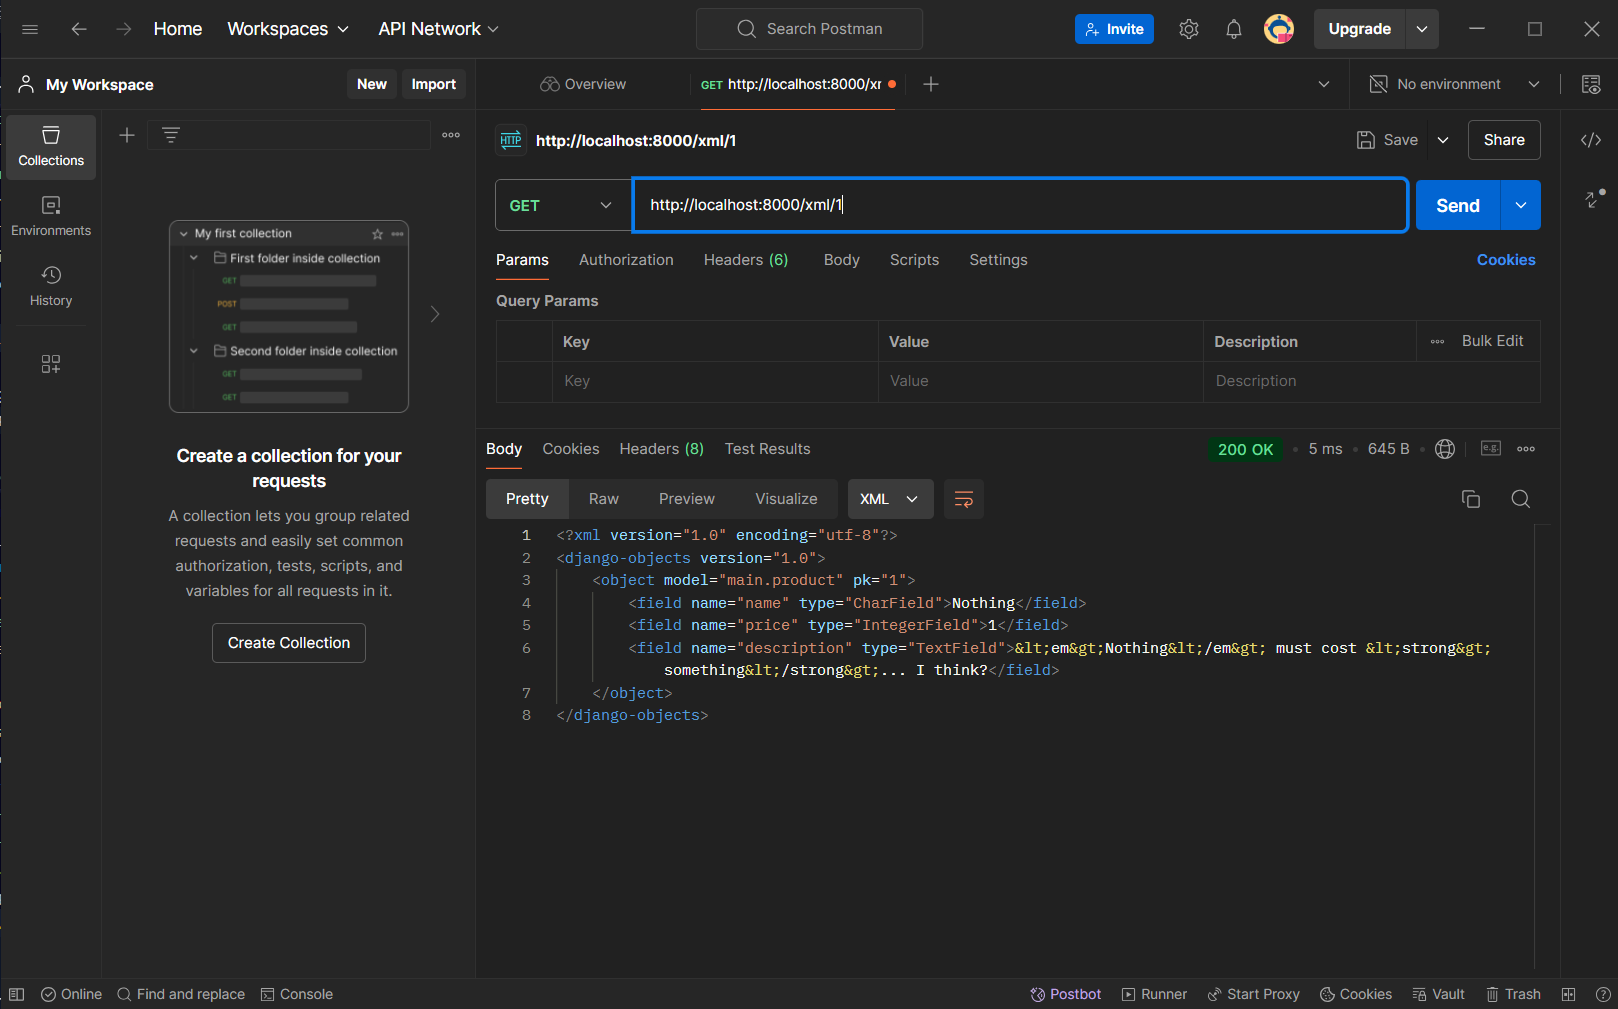 Home Workspaces API Network Search Postman Invite Upgrade
My Workspace New Import Overview GET http://localhost:8000/xr No environment
Collections
Environments
History
My first collection
First folder inside collection
GET
POST
GET
Second folder inside collection
GET
GET
Create a collection for your
requests
A collection lets you group related
requests and easily set common
authorization, tests, scripts, and
variables for all requests in it.
Create Collection
HTTP http://localhost:8000/xml/1 Save Share
GET http://localhost:8000/xml/1 Send
Params Authorization Headers (6) Body Scripts Settings Cookies
Query Params
Key Value Description Bulk Edit
Key Value Description
Body Cookies Headers (8) Test Results 200 OK 5 ms 645 B e.g.
Pretty Raw Preview Visualize XML
1 <?xml version="1.0" encoding="utf-8"?>
2 <django-objects version="1.0">
3 <object model="main.product" pk="1">
4 <field name="name" type="CharField">Nothing</field>
5 <field name="price" type="IntegerField">1</field>
6 <field name="description" type="TextField">&lt;em&gt;Nothing&lt;/em&gt; must cost &lt;strong&gt;
something&lt;/strong&gt;... I think?</field>
7 </object>
8 </django-objects>
Online Find and replace Console Postbot Runner Start Proxy Cookies Vault Trash